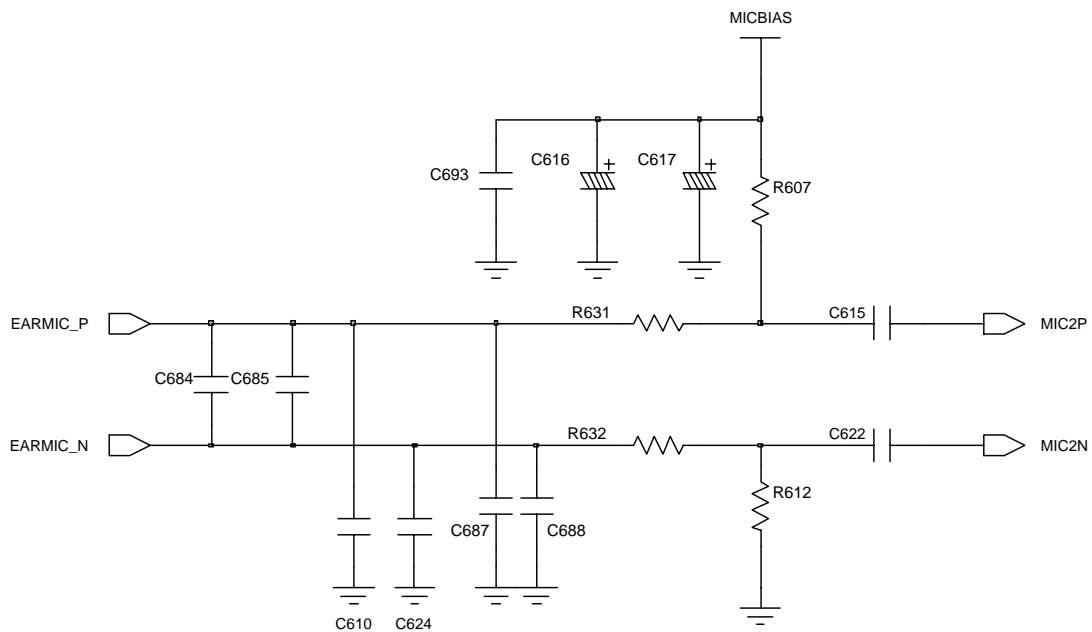 MICBIAS
C693
C616
+
C617
+
R607
EARMIC_P
R631
C615
MIC2P
C684
C685
EARMIC_N
R632
C622
MIC2N
R612
C687
C688
C610
C624